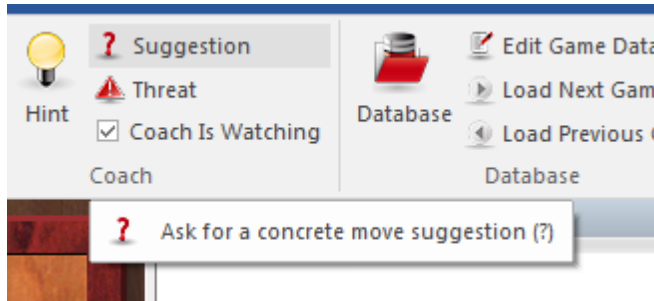 Hint
? Suggestion
Threat
Coach Is Watching
Coach
Database
Edit Game Data
Load Next Gam
Load Previous
Database
? Ask for a concrete move suggestion (?)